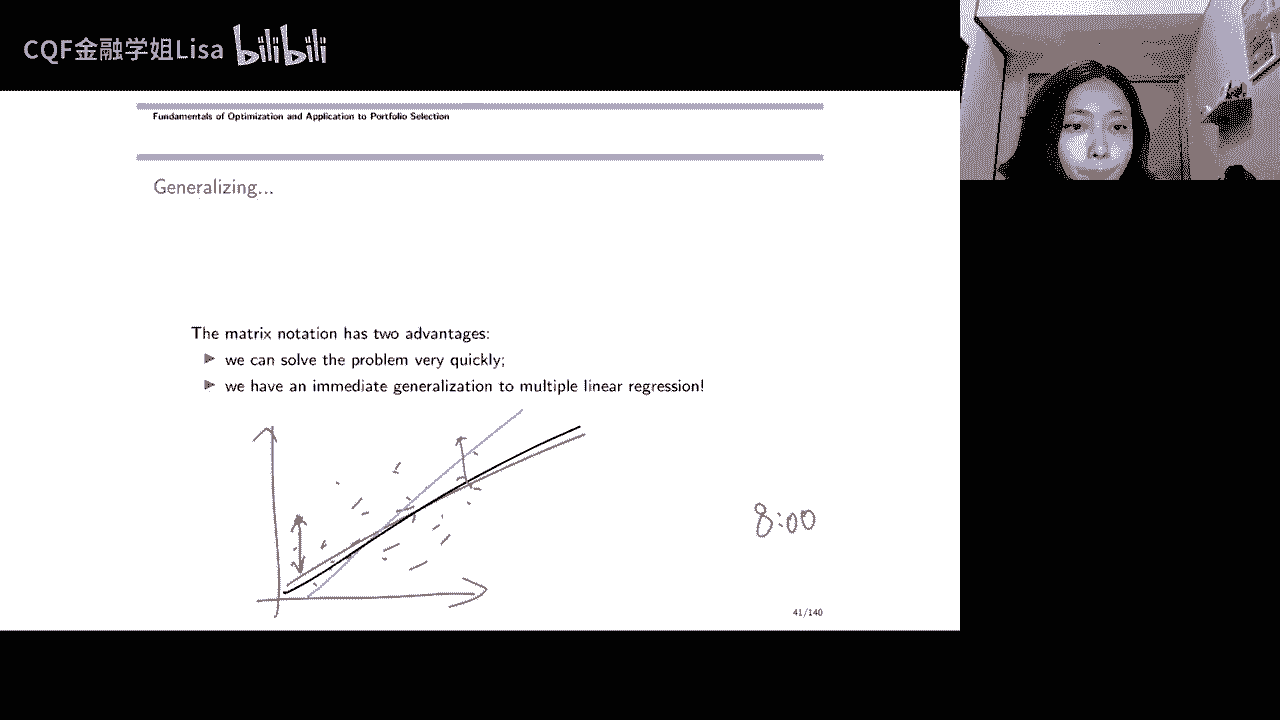 CQF金融学姐Lisa bilibili
Fundamentals of Optimization and Application to Portfolio Selection
Generalizing...
The matrix notation has two advantages:
we can solve the problem very quickly;
we have an immediate generalization to multiple linear regression!
8:00
41/140